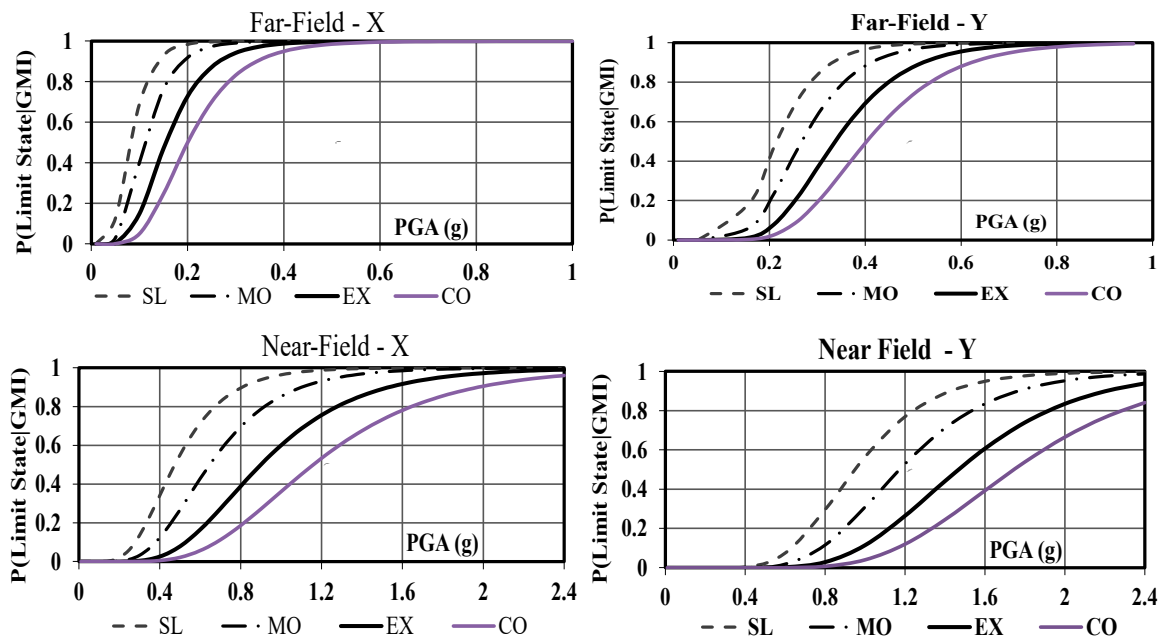 Far-Field - X
P(Limit State|GMI)
1
0.8
0.6
0.4
0.2
0
PGA (g)
0 0.2 0.4 0.6 0.8 1
SL MO EX CO
Far-Field - Y
P(Limit State|GMI)
1
0.8
0.6
0.4
0.2
0
PGA (g)
0 0.2 0.4 0.6 0.8 1
SL MO EX CO
Near-Field - X
P(Limit State|GMI)
1
0.8
0.6
0.4
0.2
0
PGA (g)
0 0.4 0.8 1.2 1.6 2 2.4
SL MO EX CO
Near Field - Y
P(Limit State|GMI)
1
0.8
0.6
0.4
0.2
0
PGA (g)
0 0.4 0.8 1.2 1.6 2 2.4
SL MO EX CO